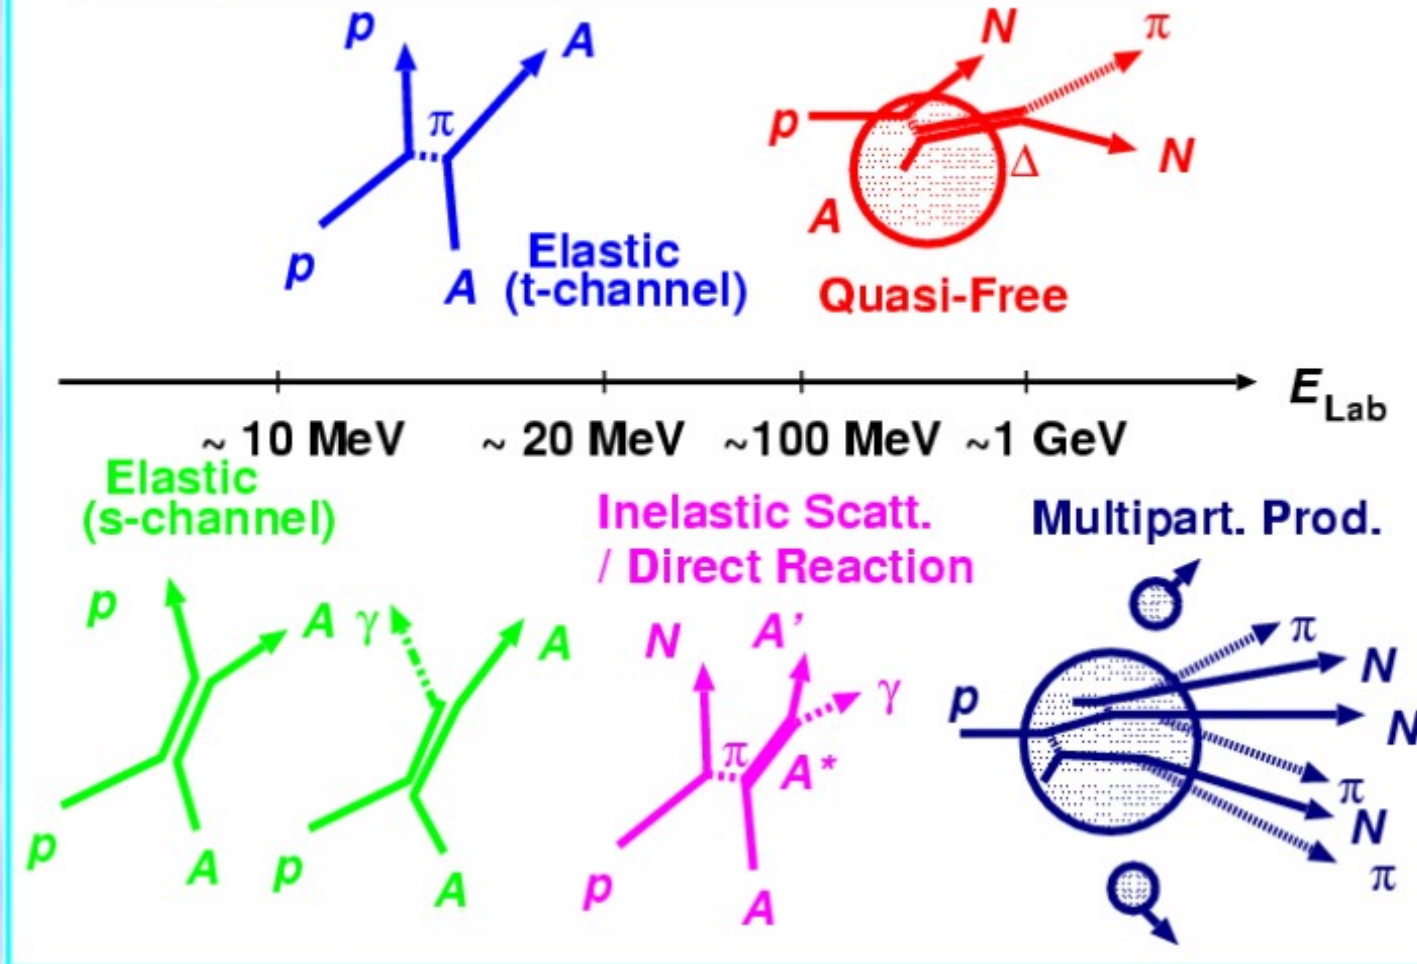 p
A
π
p
A
Elastic
(t-channel)
N
π
p
N
Δ
A
Quasi-Free
E Lab
~ 10 MeV
~ 20 MeV
~100 MeV
~1 GeV
Elastic
(s-channel)
p
A
p
A
γ
A
p
A
Inelastic Scatt.
/ Direct Reaction
N
A’
γ
π
A*
p
A
Multipart. Prod.
p
π
N
N
π
N
π